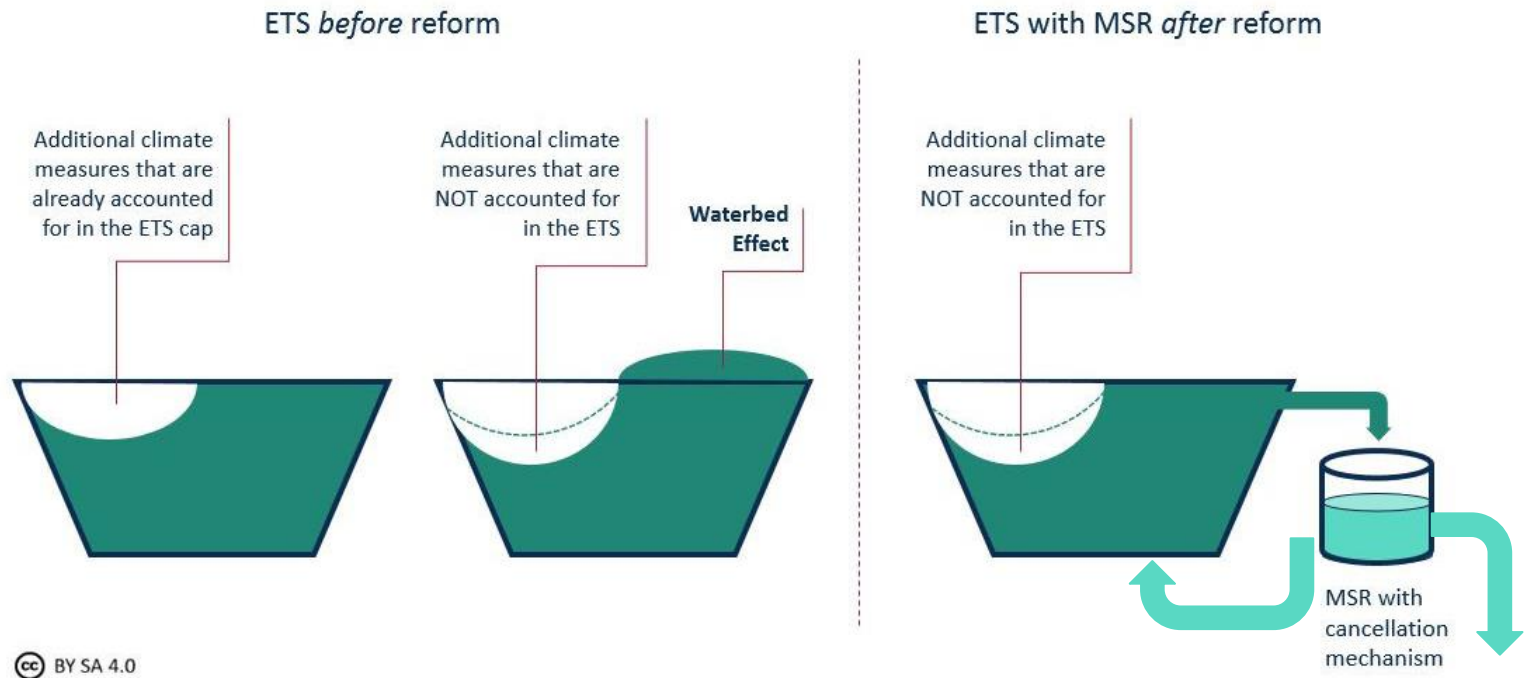 ETS before reform
ETS with MSR after reform
Additional climate
measures that are
already accounted
for in the ETS cap
Additional climate
measures that are
NOT accounted for
in the ETS
Waterbed
Effect
Additional climate
measures that are
NOT accounted for
in the ETS
MSR with
cancellation
mechanism
cc BY SA 4.0